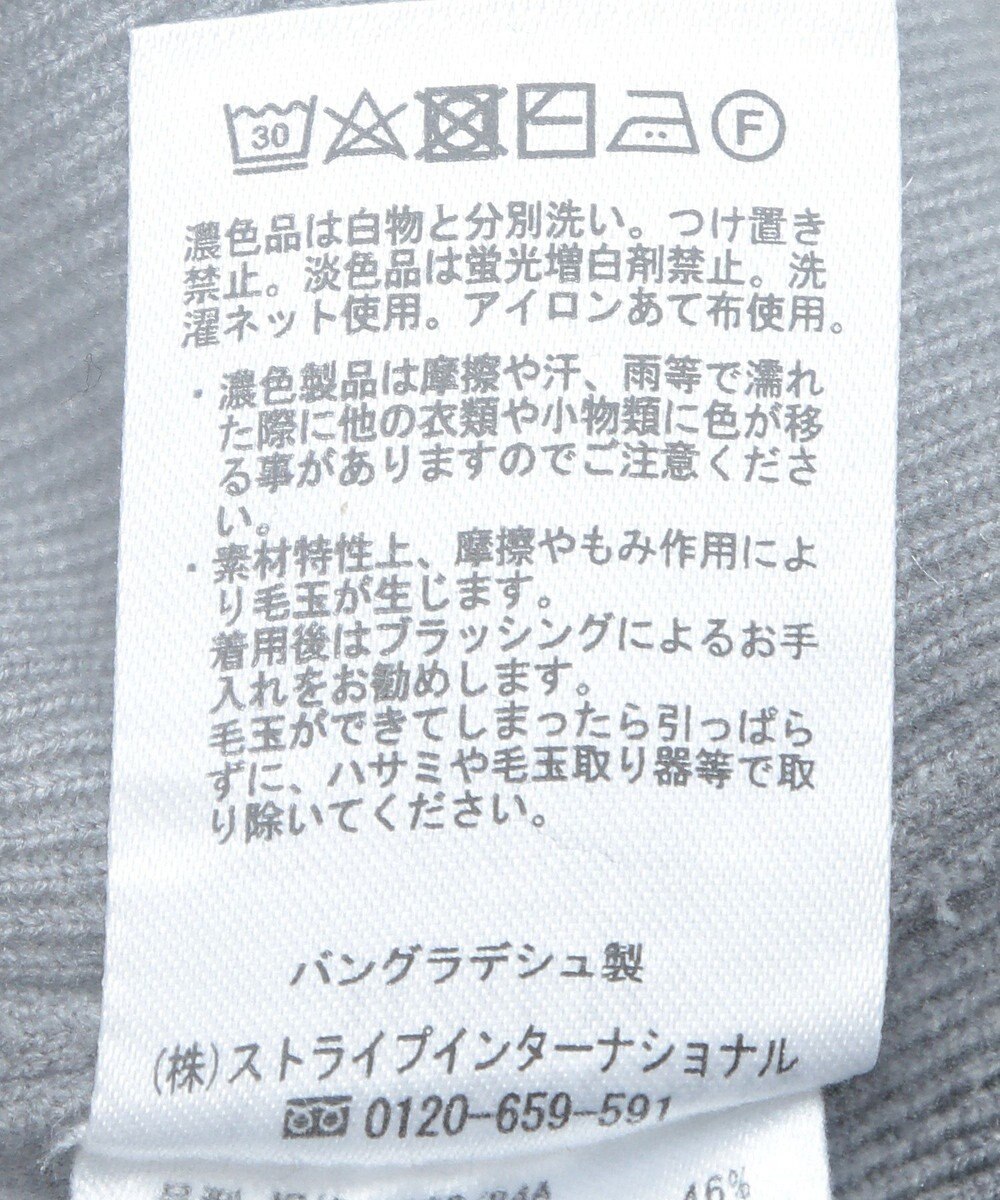 30 F
濃色品は白物と分別洗い。つけ置き
禁止。淡色品は蛍光増白剤禁止。洗
濯ネット使用。アイロンあて布使用。
・濃色製品は摩擦や汗、雨等で濡れ
た際に他の衣類や小物類に色が移
る事がありますのでご注意くださ
い。
・素材特性上、摩擦やもみ作用によ
り毛玉が生じます。
着用後はブラッシングによるお手
入れをお勧めします。
毛玉ができてしまったら引っぱら
ずに、ハサミや毛玉取り器等で取
り除いてください。
バングラデシュ製
(株)ストライプインターナショナル
0120-659-591
46%